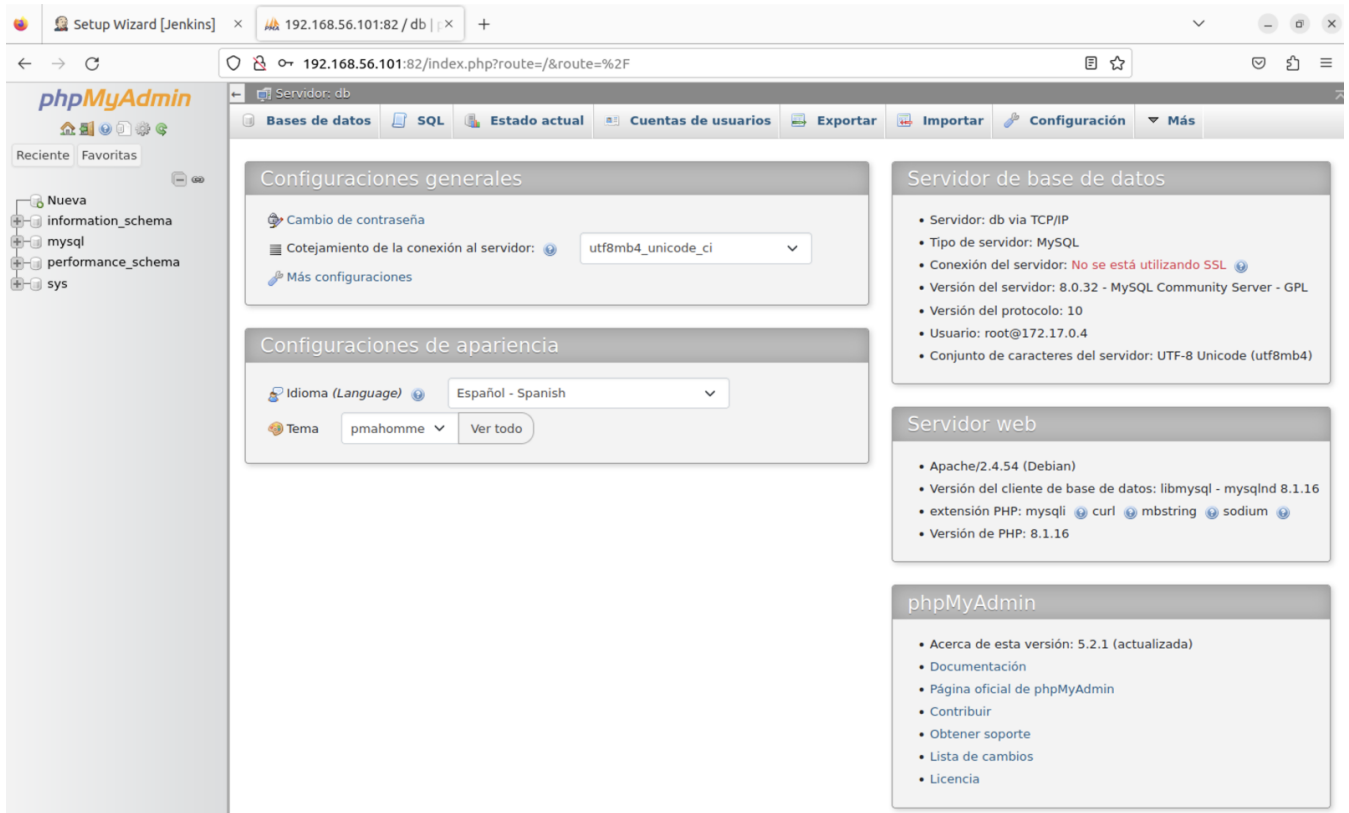 Setup Wizard [Jenkins]
192.168.56.101:82 / db |
192.168.56.101:82/index.php?route=/&route=%2F
phpMyAdmin
Reciente Favoritas
Nueva
information_schema
mysql
performance_schema
sys
Servidor: db
Bases de datos SQL Estado actual Cuentas de usuarios Exportar Importar Configuración Más
Configuraciones generales
Cambio de contraseña
Cotejamiento de la conexión al servidor: utf8mb4_unicode_ci
Más configuraciones
Configuraciones de apariencia
Idioma (Language) Español - Spanish
Tema pmahomme Ver todo
Servidor de base de datos
• Servidor: db via TCP/IP
• Tipo de servidor: MySQL
• Conexión del servidor: No se está utilizando SSL
• Versión del servidor: 8.0.32 - MySQL Community Server - GPL
• Versión del protocolo: 10
• Usuario: root@172.17.0.4
• Conjunto de caracteres del servidor: UTF-8 Unicode (utf8mb4)
Servidor web
• Apache/2.4.54 (Debian)
• Versión del cliente de base de datos: libmysql - mysqlnd 8.1.16
• extensión PHP: mysqli curl mbstring sodium
• Versión de PHP: 8.1.16
phpMyAdmin
• Acerca de esta versión: 5.2.1 (actualizada)
• Documentación
• Página oficial de phpMyAdmin
• Contribuir
• Obtener soporte
• Lista de cambios
• Licencia